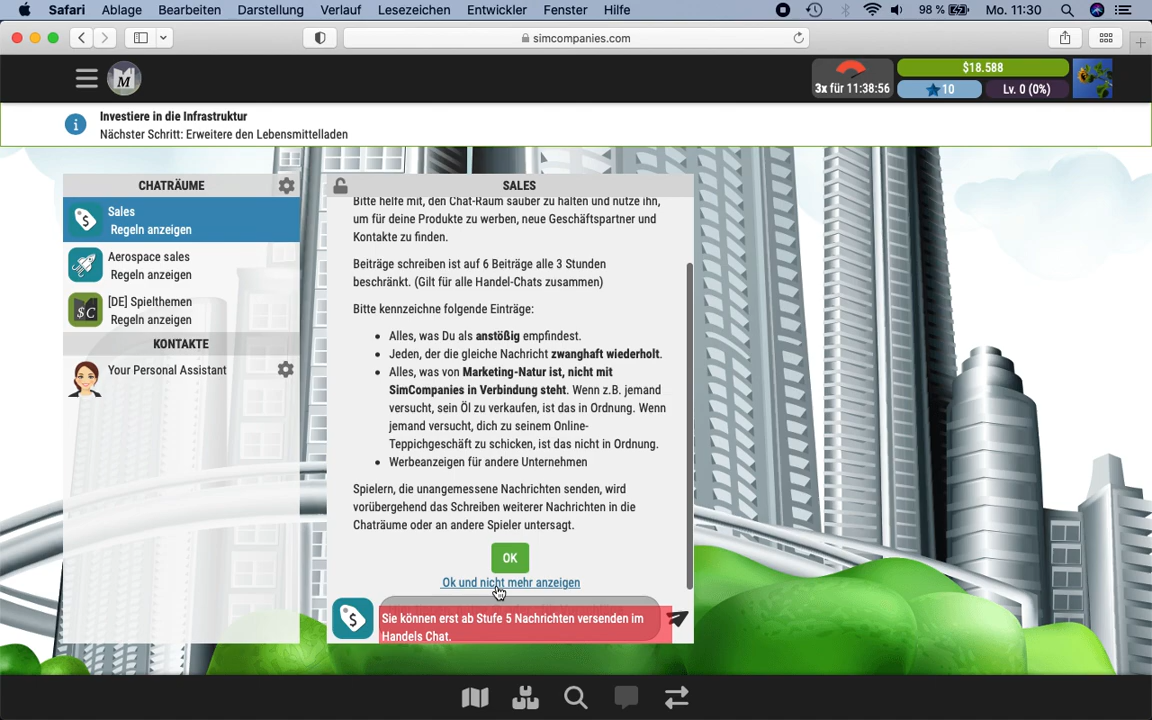 Safari Ablage Bearbeiten Darstellung Verlauf Lesezeichen Entwickler Fenster Hilfe 98 % Mo. 11:30
simcompanies.com
M
3x für 11:38:56
$18.588
10
Lv. 0 (0%)
Investiere in die Infrastruktur
Nächster Schritt: Erweitere den Lebensmittelladen
CHATRÄUME
Sales
Regeln anzeigen
Aerospace sales
Regeln anzeigen
[DE] Spielthemen
Regeln anzeigen
KONTAKTE
Your Personal Assistant
SALES
Bitte helfe mit, den Chat-Raum sauber zu halten und nutze ihn,
um für deine Produkte zu werben, neue Geschäftspartner und
Kontakte zu finden.
Beiträge schreiben ist auf 6 Beiträge alle 3 Stunden
beschränkt. (Gilt für alle Handel-Chats zusammen)
Bitte kennzeichne folgende Einträge:
• Alles, was Du als anstößig empfindest.
• Jeden, der die gleiche Nachricht zwanghaft wiederholt.
• Alles, was von Marketing-Natur ist, nicht mit
SimCompanies in Verbindung steht. Wenn z.B. jemand
versucht, sein Öl zu verkaufen, ist das in Ordnung. Wenn
jemand versucht, dich zu seinem Online-
Teppichgeschäft zu schicken, ist das nicht in Ordnung.
• Werbeanzeigen für andere Unternehmen
Spielern, die unangemessene Nachrichten senden, wird
vorübergehend das Schreiben weiterer Nachrichten in die
Chaträume oder an andere Spieler untersagt.
OK
Ok und nicht mehr anzeigen
Sie können erst ab Stufe 5 Nachrichten versenden im
Handels Chat.